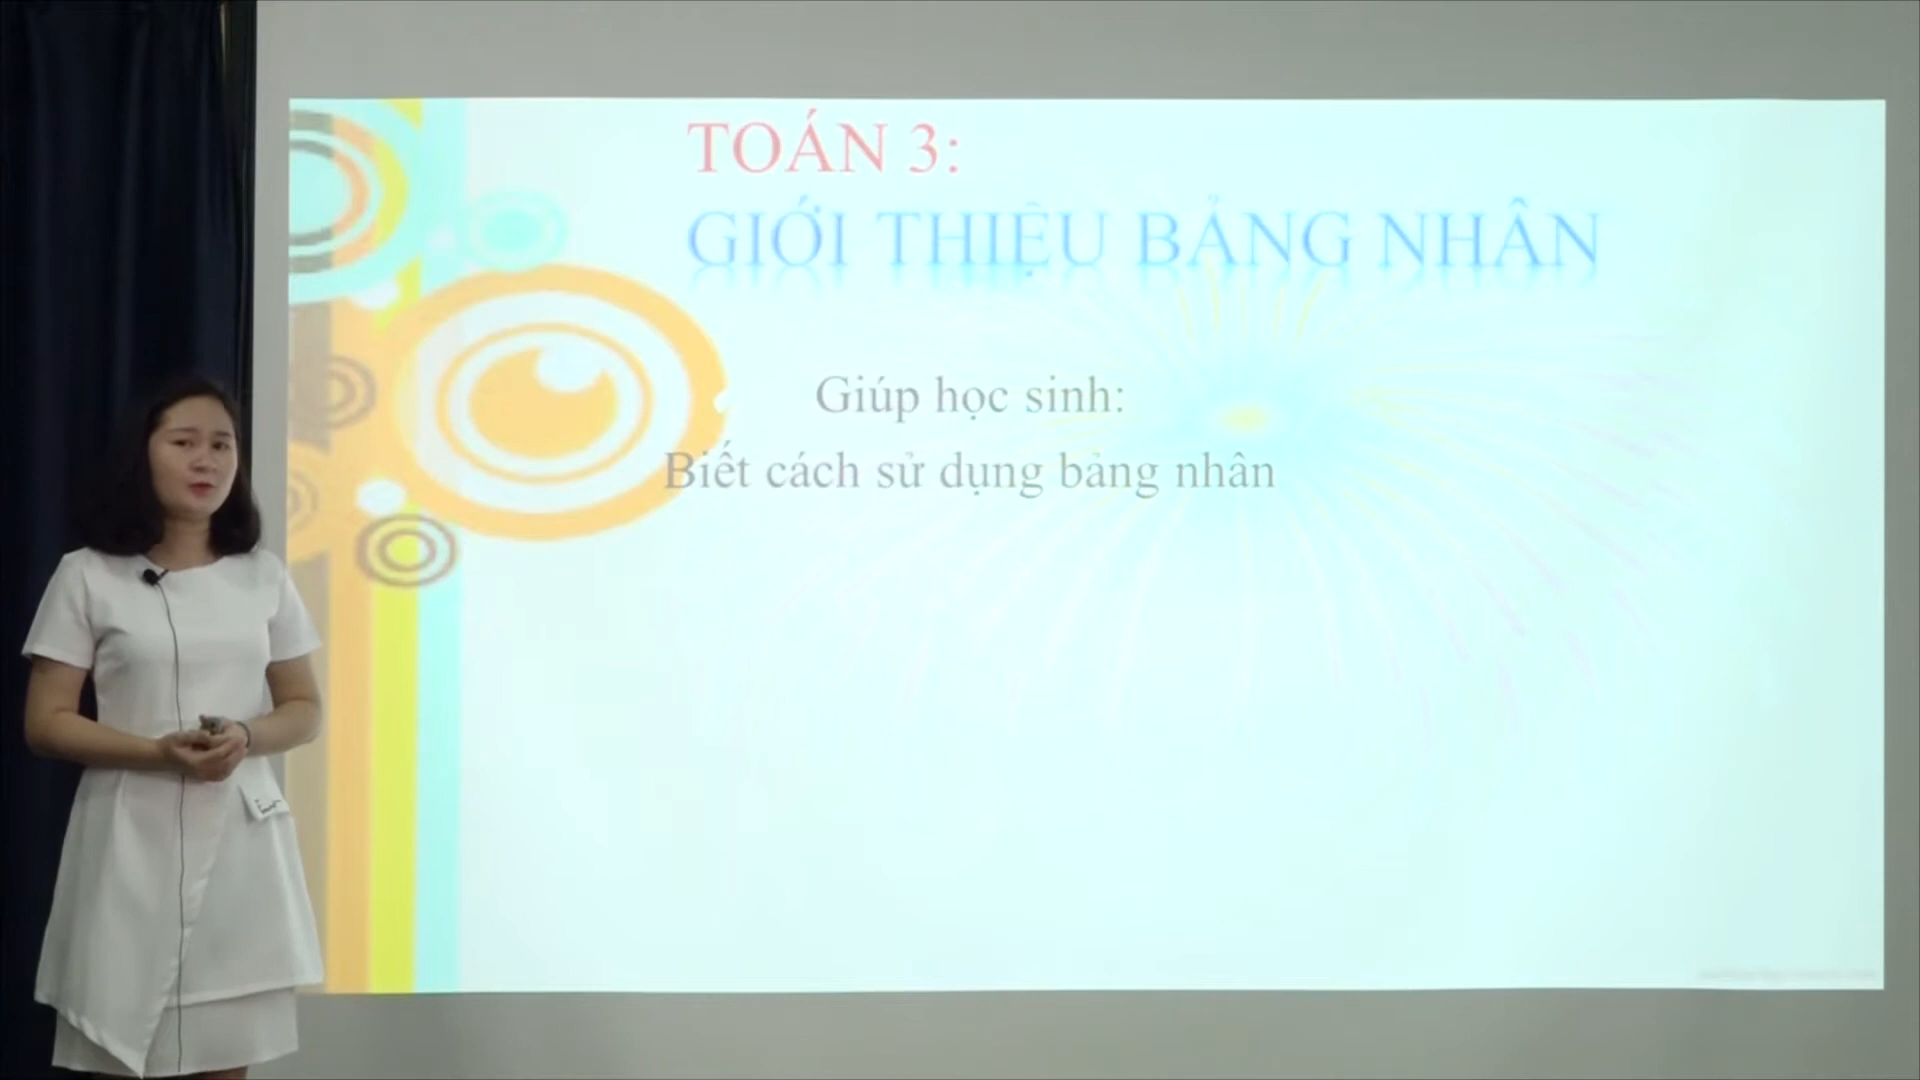 TOÁN 3:
GIỚI THIỆU BẢNG NHÂN
Giúp học sinh:
Biết cách sử dụng bảng nhân